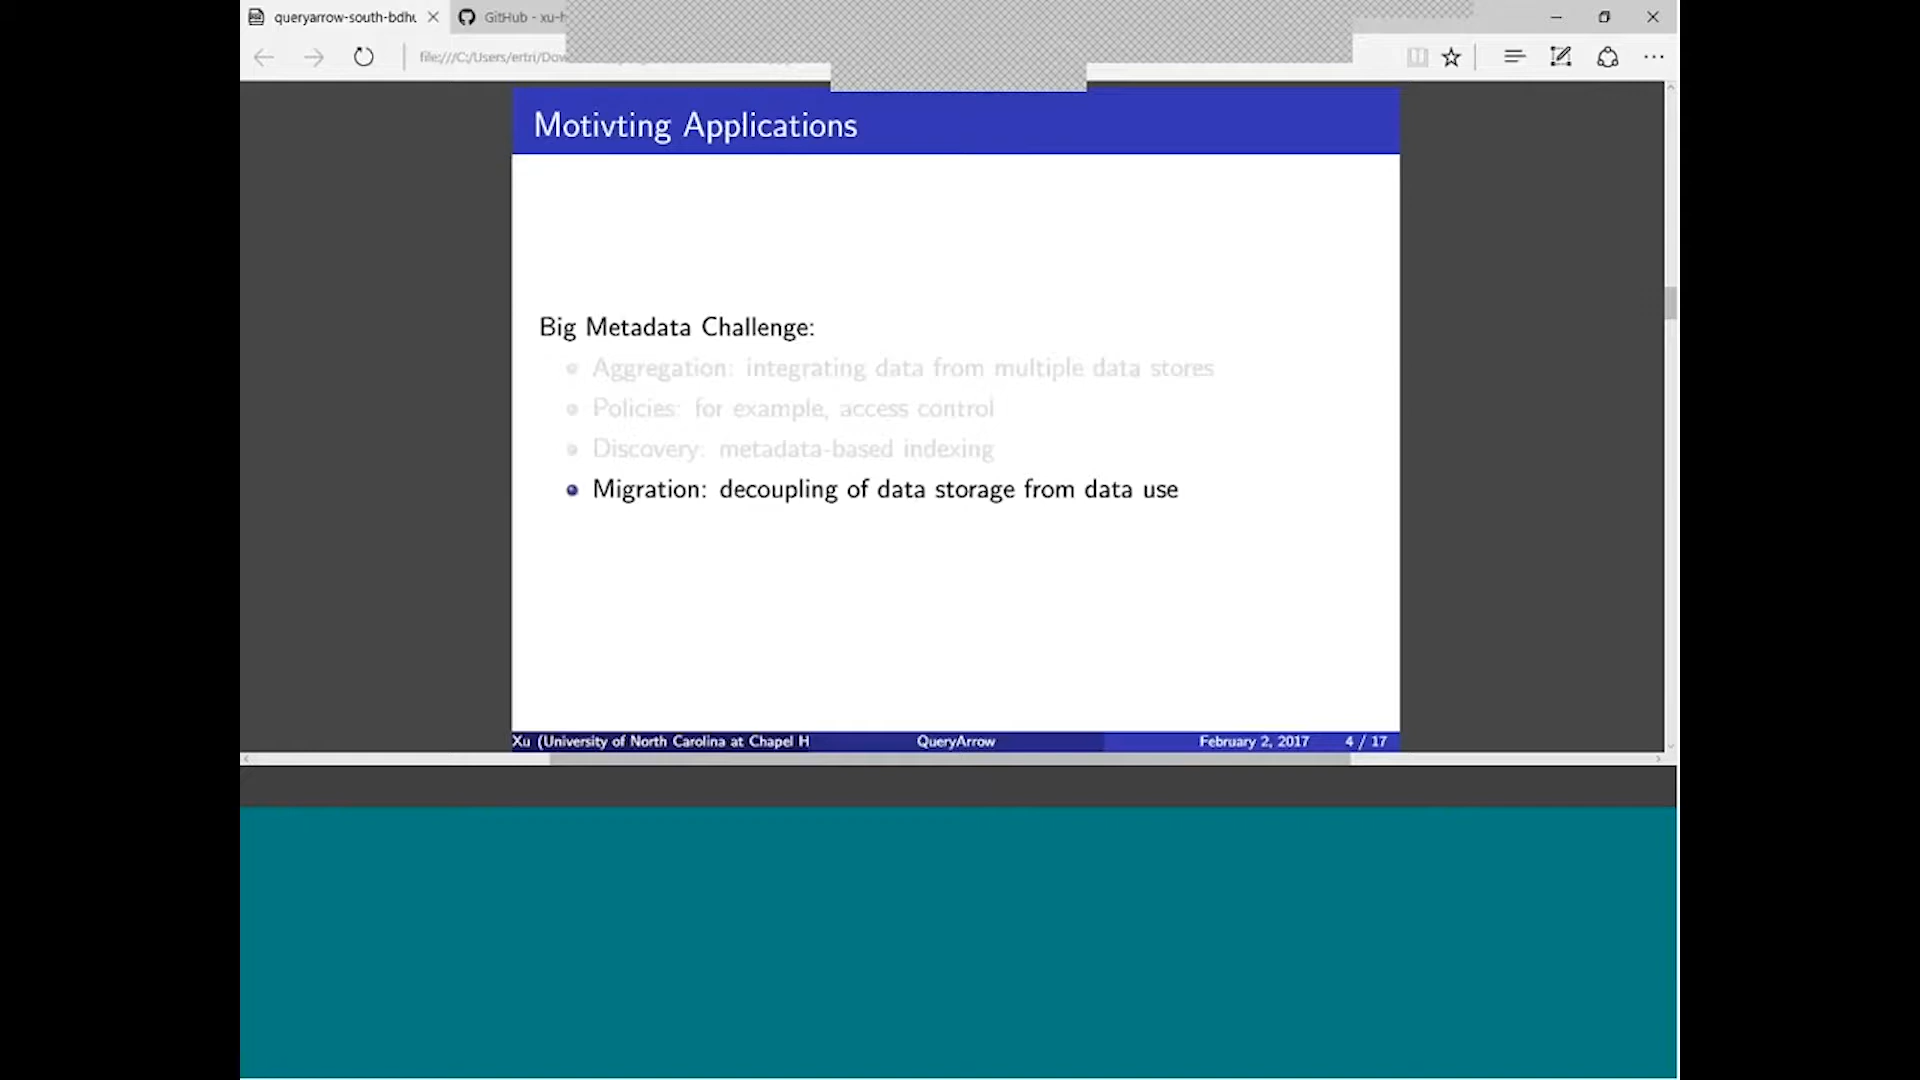 queryarrow-south-bdhu
GitHub - xu-h
file:///C:/Users/ertri/Dow
Motivting Applications
Big Metadata Challenge:
Aggregation: integrating data from multiple data stores
Policies: for example, access control
Discovery: metadata-based indexing
Migration: decoupling of data storage from data use
Xu (University of North Carolina at Chapel H
QueryArrow
February 2, 2017
4 / 17